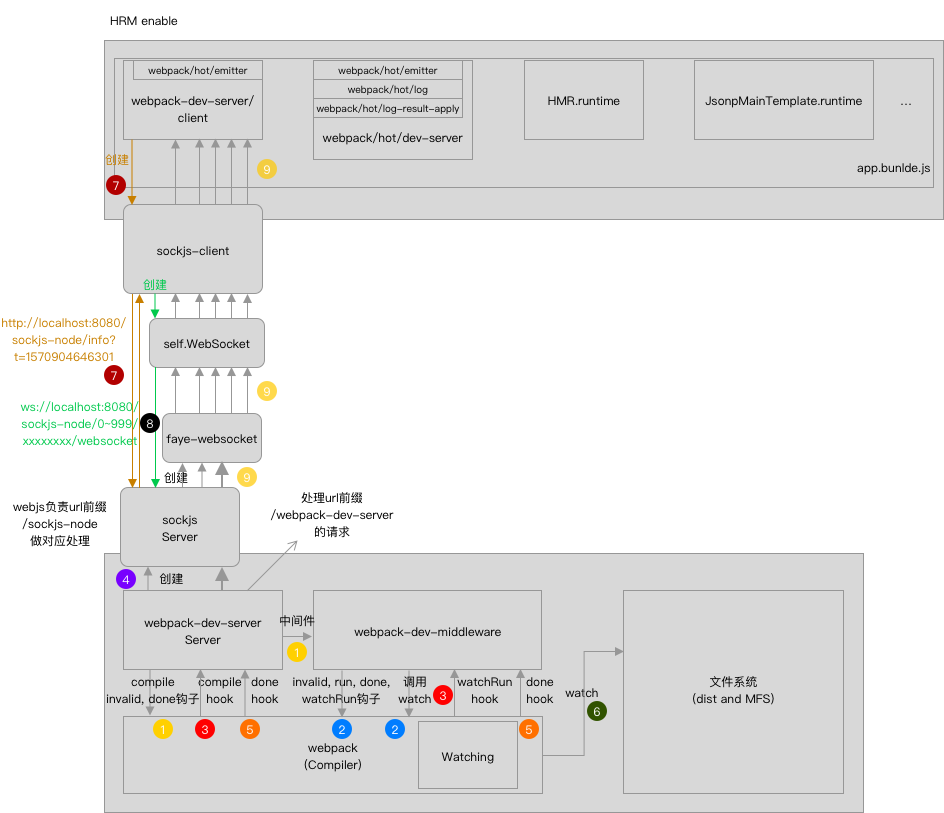 HRM enable
webpack/hot/emitter
webpack-dev-server/
client
webpack/hot/emitter
webpack/hot/log
webpack/hot/log-result-apply
webpack/hot/dev-server
HMR.runtime
JsonpMainTemplate.runtime
...
app.bunlde.js
创建
7
9
sockjs-client
创建
http://localhost:8080/
sockjs-node/info?
t=1570904646301
7
self.WebSocket
9
ws://localhost:8080/
sockjs-node/0~999/
xxxxxxxx/websocket
8
faye-websocket
创建
9
webjs负责url前缀
/sockjs-node
做对应处理
sockjs
Server
处理url前缀
/webpack-dev-server
的请求
4
创建
webpack-dev-server
Server
中间件
1
webpack-dev-middleware
compile
invalid, done钩子
compile
hook
done
hook
invalid, run, done,
watchRun钩子
调用
watch
3
watchRun
hook
done
hook
watch
6
文件系统
(dist and MFS)
1
3
5
2
2
5
webpack
(Compiler)
Watching